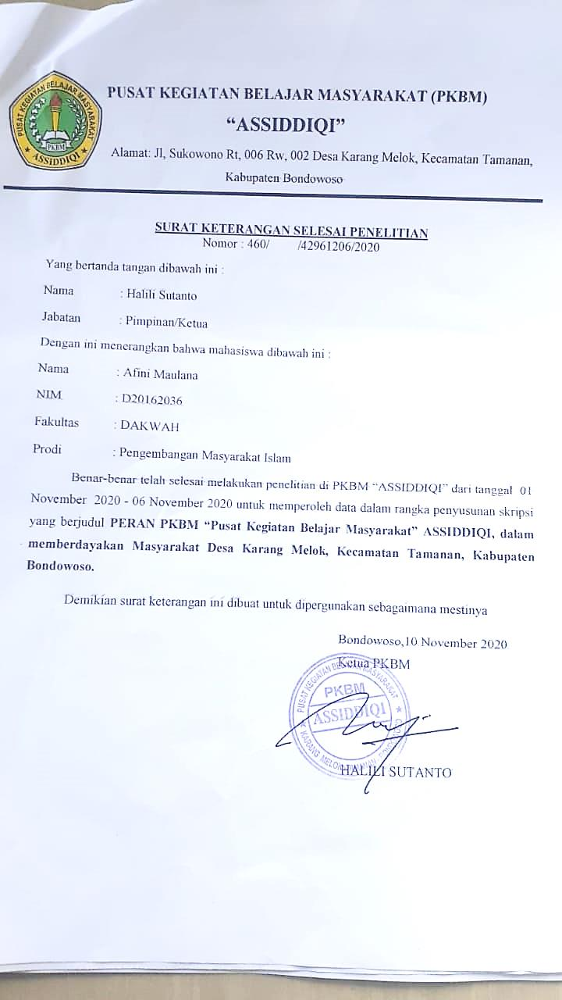 PUSAT KEGIATAN BELAJAR MASYARAKAT
PKBM
★ ASSIDDIQI ★
PUSAT KEGIATAN BELAJAR MASYARAKAT (PKBM)
“ASSIDDIQI”
Alamat: Jl, Sukowono Rt, 006 Rw, 002 Desa Karang Melok, Kecamatan Tamanan,
Kabupaten Bondowoso
SURAT KETERANGAN SELESAI PENELITIAN
Nomor : 460/ /42961206/2020
Yang bertanda tangan dibawah ini :
Nama : Halili Sutanto
Jabatan : Pimpinan/Ketua
Dengan ini menerangkan bahwa mahasiswa dibawah ini :
Nama : Afini Maulana
NIM : D20162036
Fakultas : DAKWAH
Prodi : Pengembangan Masyarakat Islam
Benar-benar telah selesai melakukan penelitian di PKBM “ASSIDDIQI” dari tanggal 01
November 2020 - 06 November 2020 untuk memperoleh data dalam rangka penyusunan skripsi
yang berjudul PERAN PKBM “Pusat Kegiatan Belajar Masyarakat” ASSIDDIQI, dalam
memberdayakan Masyarakat Desa Karang Melok, Kecamatan Tamanan, Kabupaten
Bondowoso.
Demikian surat keterangan ini dibuat untuk dipergunakan sebagaimana mestinya
Bondowoso,10 November 2020
Ketua PKBM
PUSAT KEGIATAN BELAJAR MASYARAKAT
PKBM
ASSIDDIQI
KARANG MELOK TAMANAN - BONDOWOSO
HALILI SUTANTO